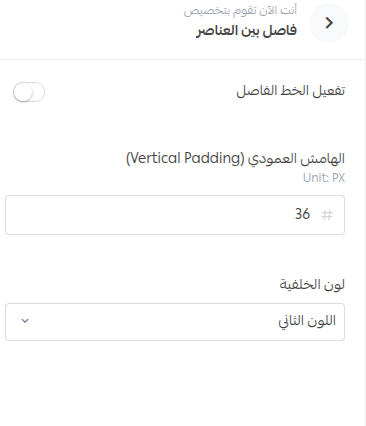 أنت الآن تقوم بتخصيص
فاصل بين العناصر
تفعيل الخط الفاصل
الهامش العمودي (Vertical Padding)
Unit: PX
# 36
لون الخلفية
اللون الثاني